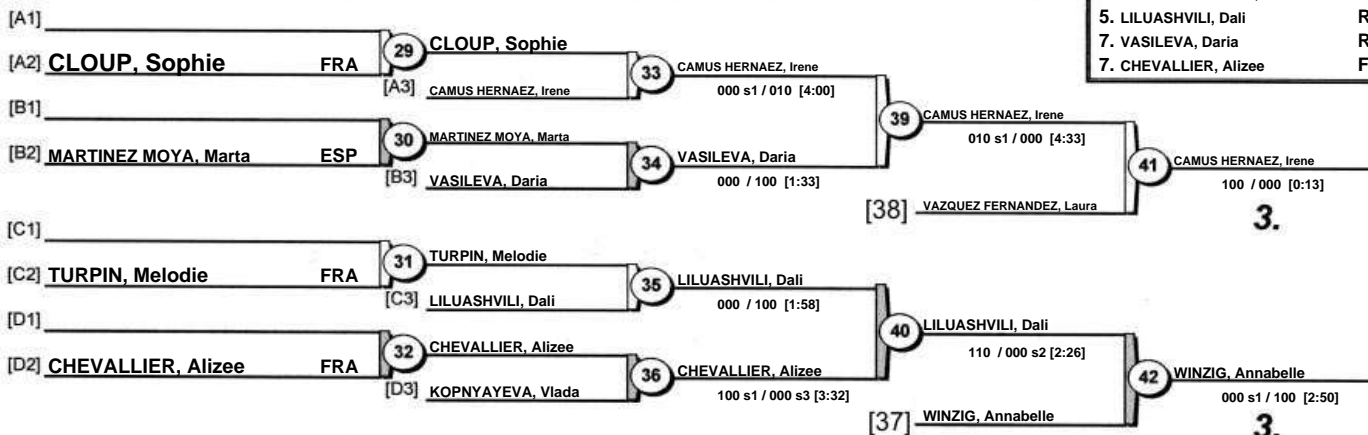 5. LILUASHVILI, Dali R
7. VASILEVA, Daria R
7. CHEVALLIER, Alizee F
[A1]
[A2] CLOUP, Sophie FRA
29 CLOUP, Sophie
[A3] CAMUS HERNAEZ, Irene
33 CAMUS HERNAEZ, Irene
000 s1 / 010 [4:00]
[B1]
[B2] MARTINEZ MOYA, Marta ESP
30 MARTINEZ MOYA, Marta
[B3] VASILEVA, Daria
34 VASILEVA, Daria
000 / 100 [1:33]
39 CAMUS HERNAEZ, Irene
010 s1 / 000 [4:33]
[38] VAZQUEZ FERNANDEZ, Laura
41 CAMUS HERNAEZ, Irene
100 / 000 [0:13]
3.
[C1]
[C2] TURPIN, Melodie FRA
31 TURPIN, Melodie
[C3] LILUASHVILI, Dali
35 LILUASHVILI, Dali
000 / 100 [1:58]
[D1]
[D2] CHEVALLIER, Alizee FRA
32 CHEVALLIER, Alizee
[D3] KOPNYAYEVA, Vlada
36 CHEVALLIER, Alizee
100 s1 / 000 s3 [3:32]
40 LILUASHVILI, Dali
110 / 000 s2 [2:26]
[37] WINZIG, Annabelle
42 WINZIG, Annabelle
000 s1 / 100 [2:50]
3.